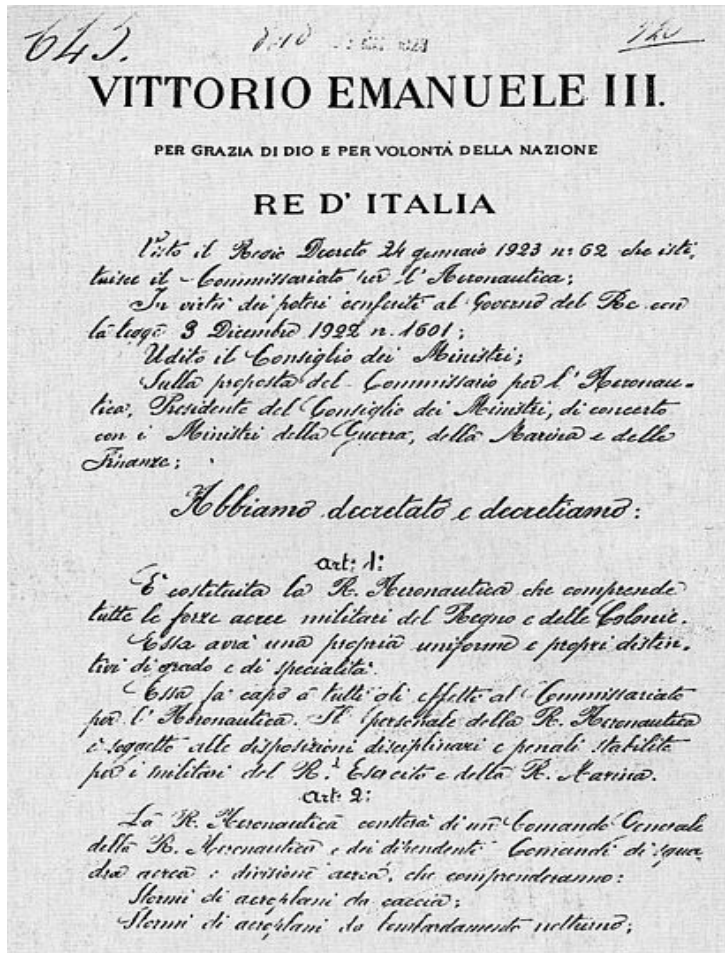 645.
VITTORIO EMANUELE III.
PER GRAZIA DI DIO E PER VOLONTÀ DELLA NAZIONE
RE D' ITALIA
Visto il Regio Decreto 24 gennaio 1923 n. 62 che isti,
tuisce il Commissariato per l'Aeronautica;
In virtù dei poteri conferiti al Governo del Re con
la legge 3 Dicembre 1922 n. 1601;
Udito il Consiglio dei Ministri;
Sulla proposta del Commissario per l'Aeronau-
tica, Presidente del Consiglio dei Ministri, di concerto
con i Ministri della Guerra, della Marina e delle
Finanze;
Abbiamo decretato e decretiamo:
Art: 1:
È costituita la R. Aeronautica che comprende
tutte le forze aeree militari del Regno e delle Colonie.
Essa avrà una propria uniforme e propri distin-
tivi di grado e di specialità.
Essa fa capo a tutti gli effetti al Commissariato
per l'Aeronautica. Il personale della R. Aeronautica
è soggetto alle disposizioni disciplinari e penali stabilite
per i militari del R.º Esercito e della R. Marina.
Art: 2:
La R. Aeronautica consterà di un Comando Generale
della R. Aeronautica e dei dipendenti Comandi di squa
dra aerea e divisione aerea, che comprenderanno:
Stormi di aeroplani da caccia;
Stormi di aeroplani da bombardamento notturno;